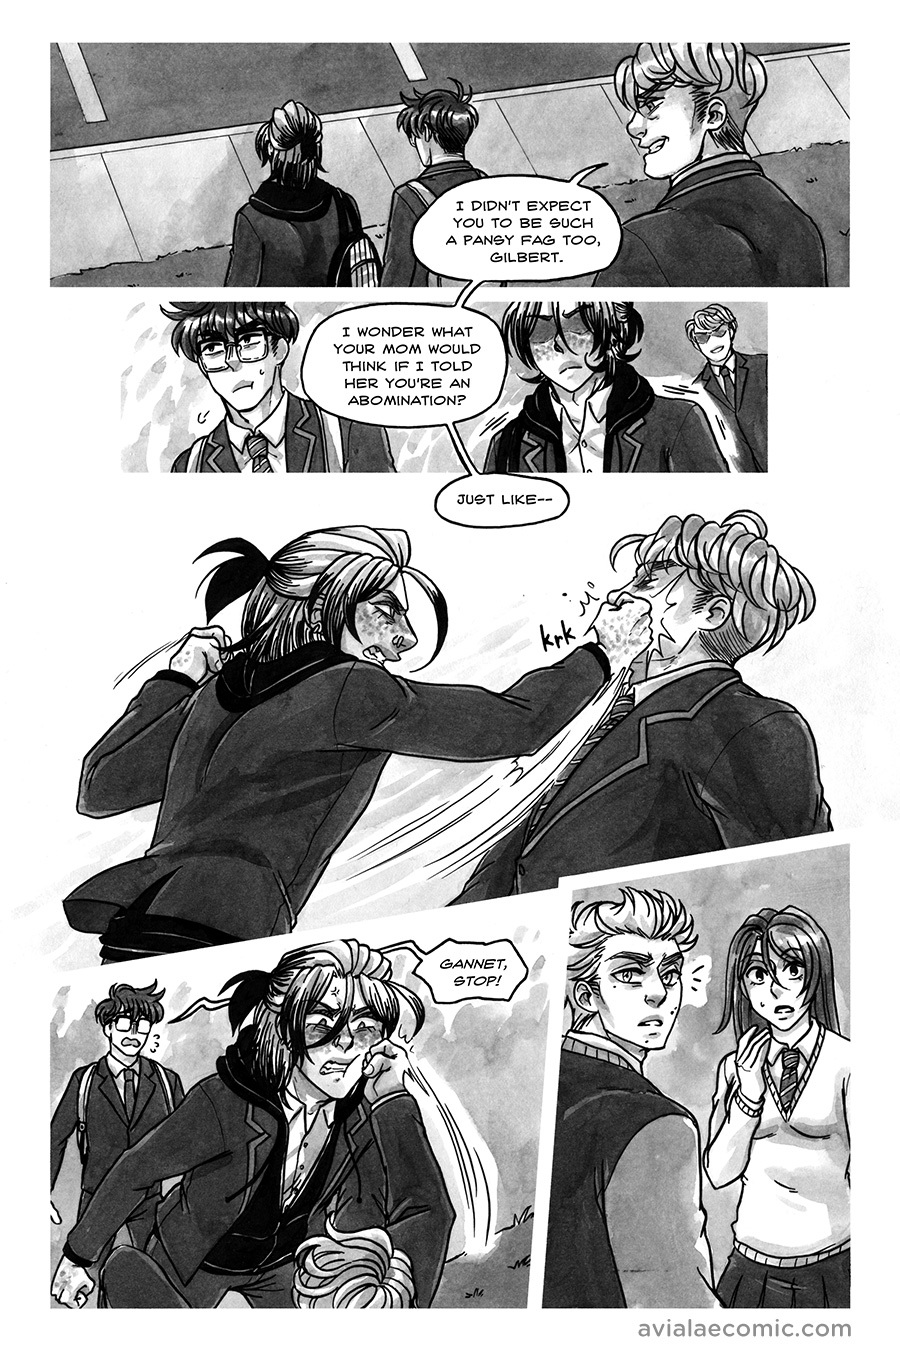 I DIDN'T EXPECT
YOU TO BE SUCH
A PANSY FAG TOO,
GILBERT.
I WONDER WHAT
YOUR MOM WOULD
THINK IF I TOLD
HER YOU'RE AN
ABOMINATION?
JUST LIKE--
krk
GANNET,
STOP!
avialaecomic.com